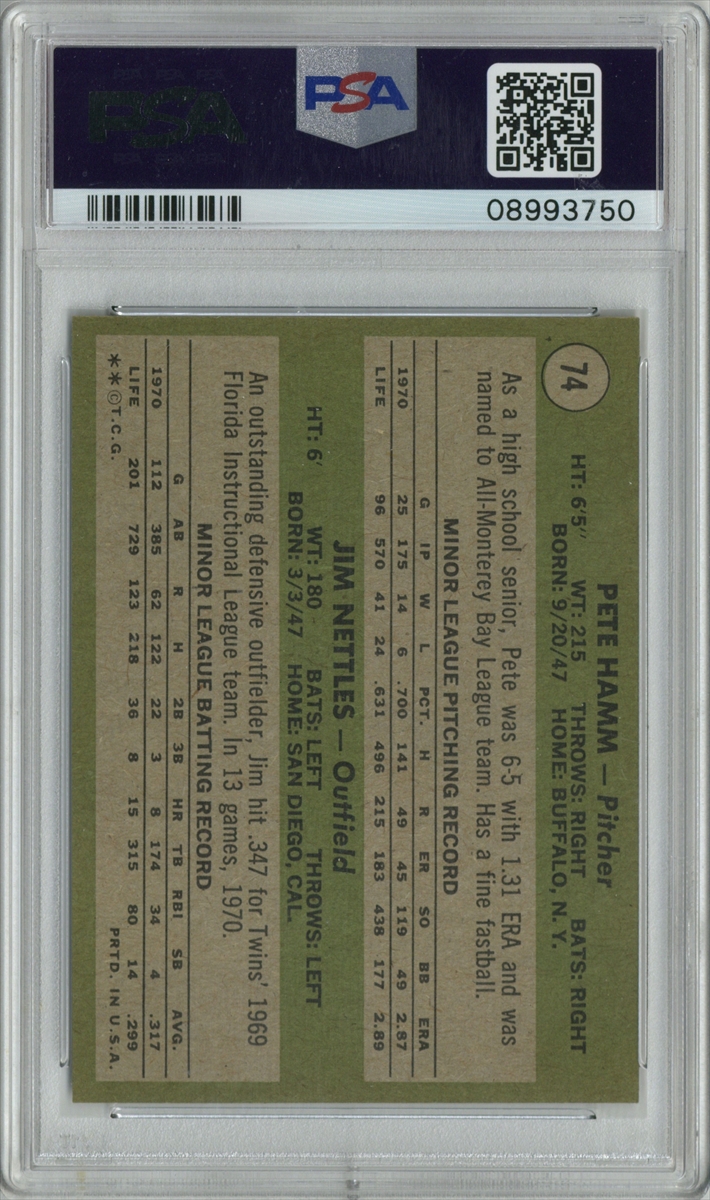 PSA
PSA
08993750
74
PETE HAMM — Pitcher
HT: 6'5" WT: 215 THROWS: RIGHT BATS: RIGHT
BORN: 9/20/47 HOME: BUFFALO, N. Y.
As a high school senior, Pete was 6-5 with 1.31 ERA and was
named to All-Monterey Bay League team. Has a fine fastball.
MINOR LEAGUE PITCHING RECORD
G IP W L PCT. H R ER SO BB ERA
1970 25 175 14 6 .700 141 49 45 119 49 2.87
LIFE 96 570 41 24 .631 496 215 183 438 177 2.89
JIM NETTLES — Outfield
HT: 6' WT: 180 BATS: LEFT THROWS: LEFT
BORN: 3/3/47 HOME: SAN DIEGO, CAL.
An outstanding defensive outfielder, Jim hit .347 for Twins' 1969
Florida Instructional League team. In 13 games, 1970.
MINOR LEAGUE BATTING RECORD
G AB R H 2B 3B HR TB RBI SB AVG.
1970 112 385 62 122 22 3 8 174 34 4 .317
LIFE 201 729 123 218 36 8 15 315 80 14 .299
**©T.C.G. PRTD. IN U.S.A.